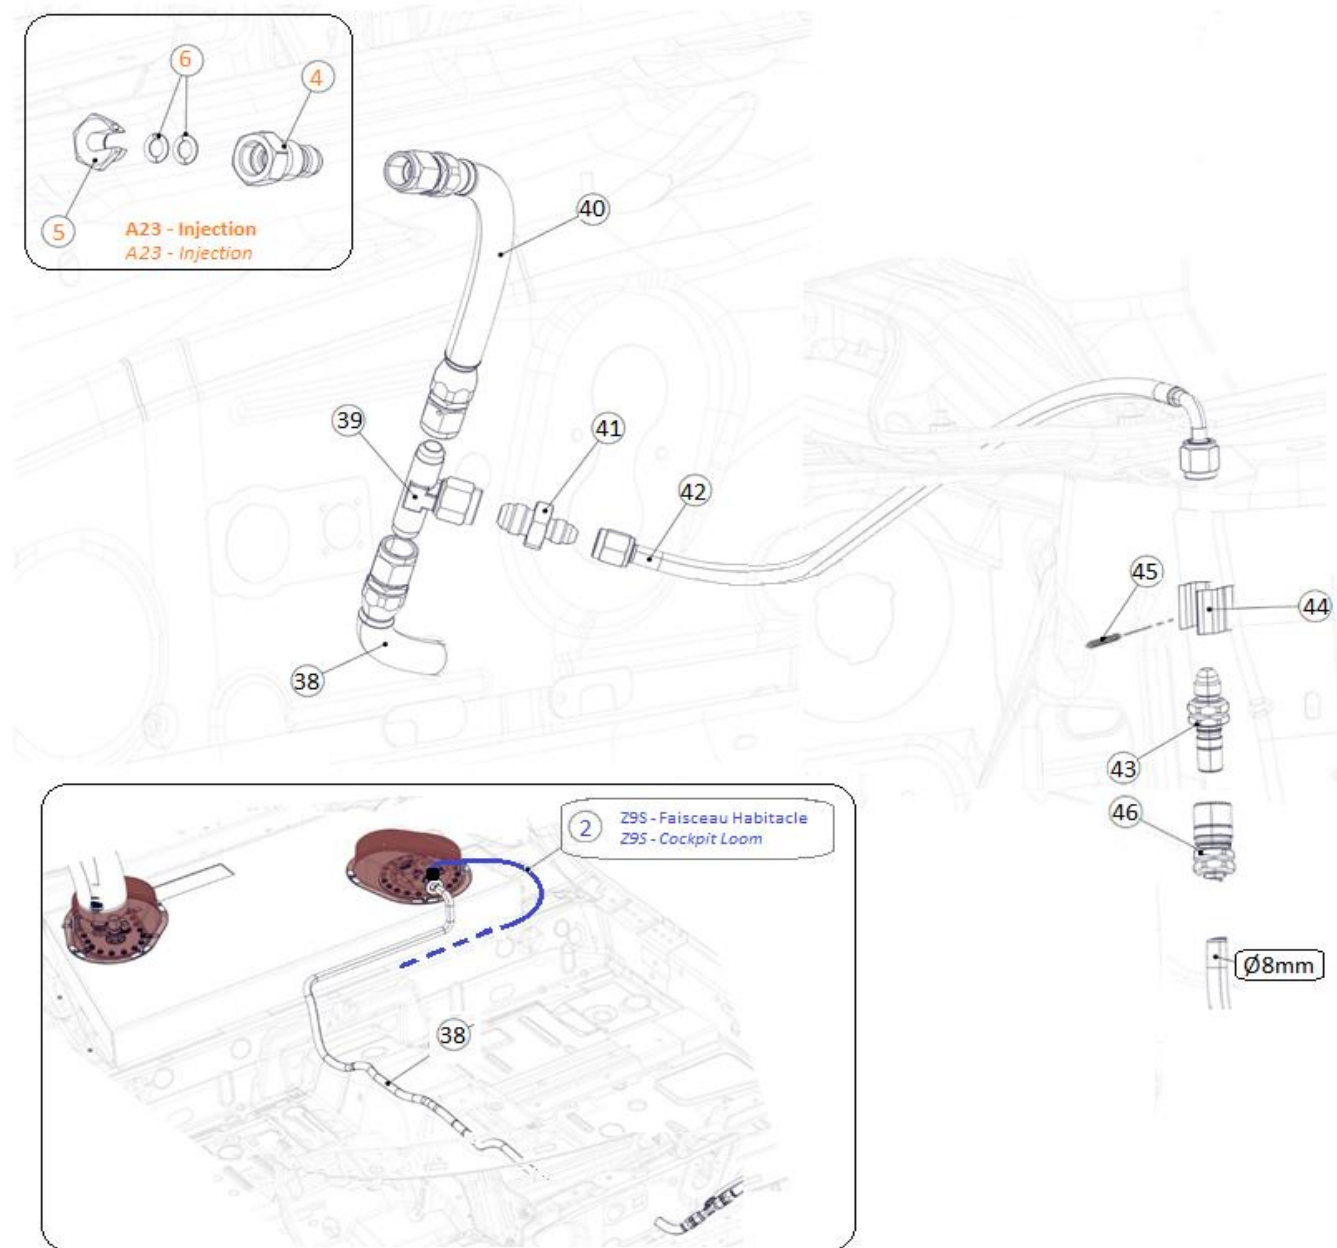 6
4
5
A23 - Injection
A23 - Injection
40
39
41
42
38
45
44
43
46
Ø8mm
2
Z9S - Faisceau Habitacle
Z9S - Cockpit Loom
38